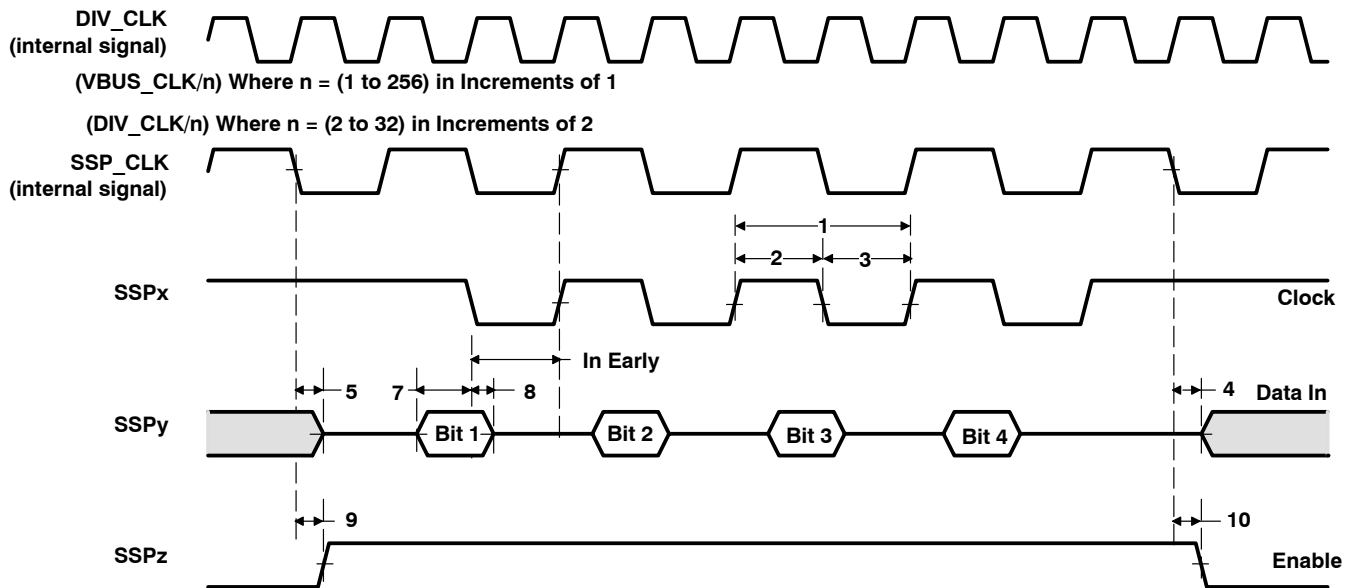 DIV_CLK
(internal signal)
(VBUS_CLK/n) Where n = (1 to 256) in Increments of 1
(DIV_CLK/n) Where n = (2 to 32) in Increments of 2
SSP_CLK
(internal signal)
1
2 3
SSPx
Clock
In Early
5 7 8 4 Data In
SSPy
Bit 1 Bit 2 Bit 3 Bit 4
9 10
SSPz
Enable